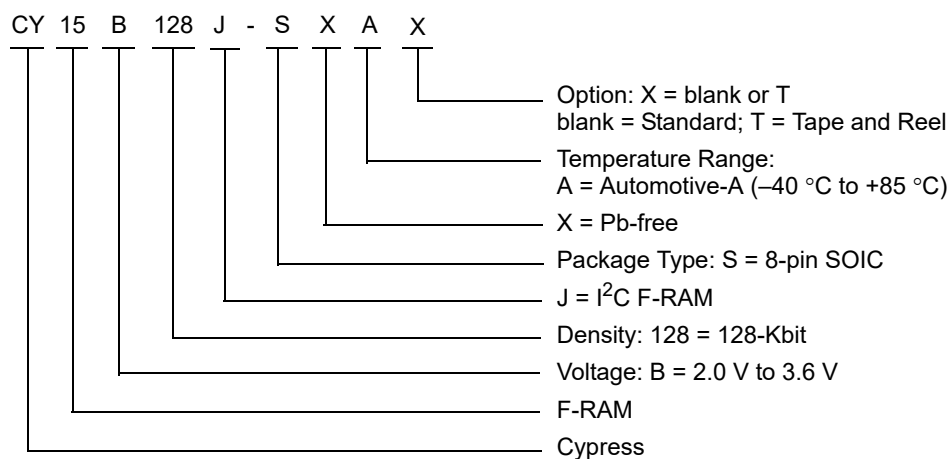 CY 15 B 128 J - S X A X
Option: X = blank or T
blank = Standard; T = Tape and Reel
Temperature Range:
A = Automotive-A (–40 °C to +85 °C)
X = Pb-free
Package Type: S = 8-pin SOIC
J = I²C F-RAM
Density: 128 = 128-Kbit
Voltage: B = 2.0 V to 3.6 V
F-RAM
Cypress